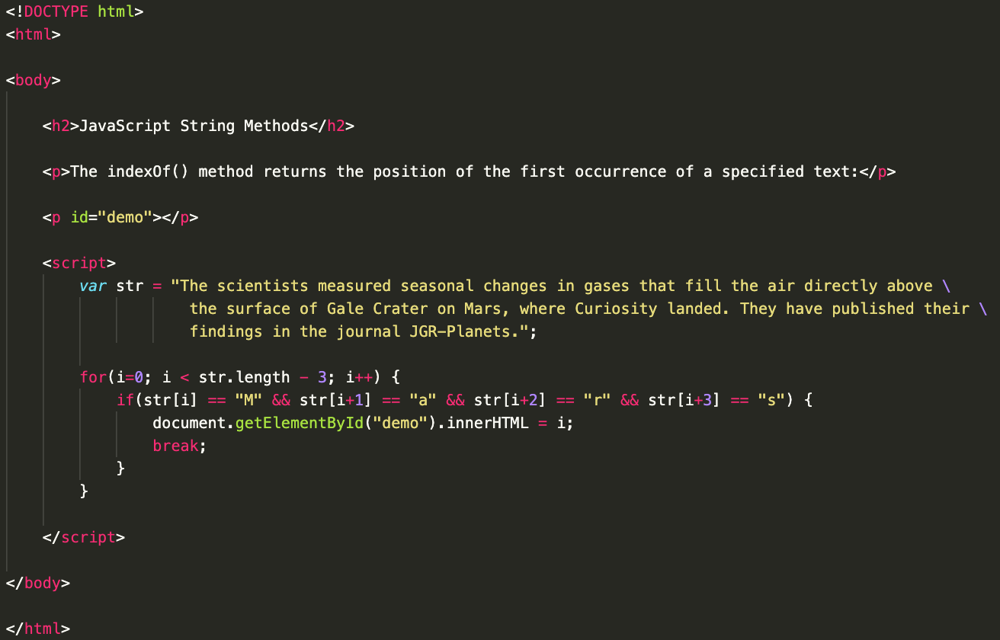 <!DOCTYPE html>
<html>
<body>
<h2>JavaScript String Methods</h2>
<p>The indexOf() method returns the position of the first occurrence of a specified text:</p>
<p id="demo"></p>
<script>
var str = "The scientists measured seasonal changes in gases that fill the air directly above \
the surface of Gale Crater on Mars, where Curiosity landed. They have published their \
findings in the journal JGR-Planets.";
for(i=0; i < str.length - 3; i++) {
if(str[i] == "M" && str[i+1] == "a" && str[i+2] == "r" && str[i+3] == "s") {
document.getElementById("demo").innerHTML = i;
break;
}
}
</script>
</body>
</html>